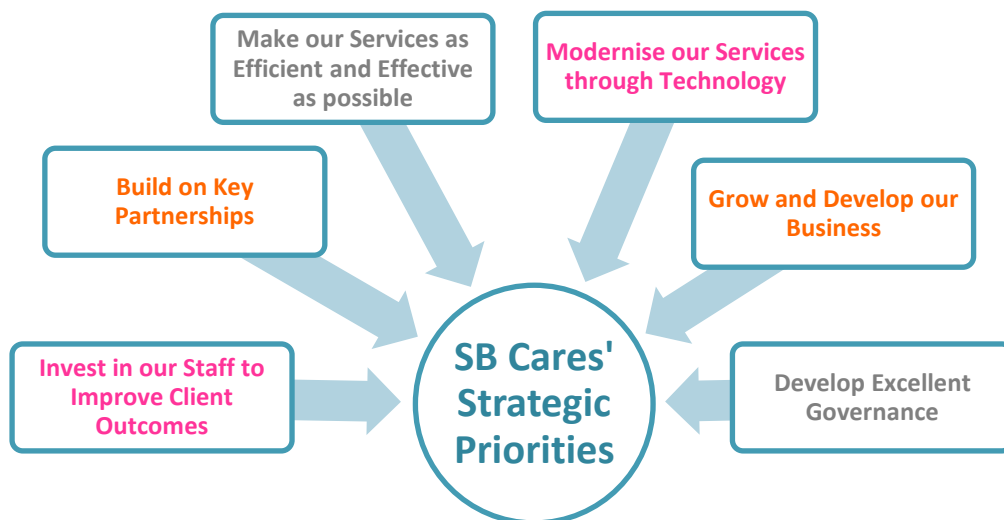 Make our Services as
Efficient and Effective
as possible
Modernise our Services
through Technology
Build on Key
Partnerships
Grow and Develop our
Business
Invest in our Staff to
Improve Client
Outcomes
SB Cares'
Strategic
Priorities
Develop Excellent
Governance